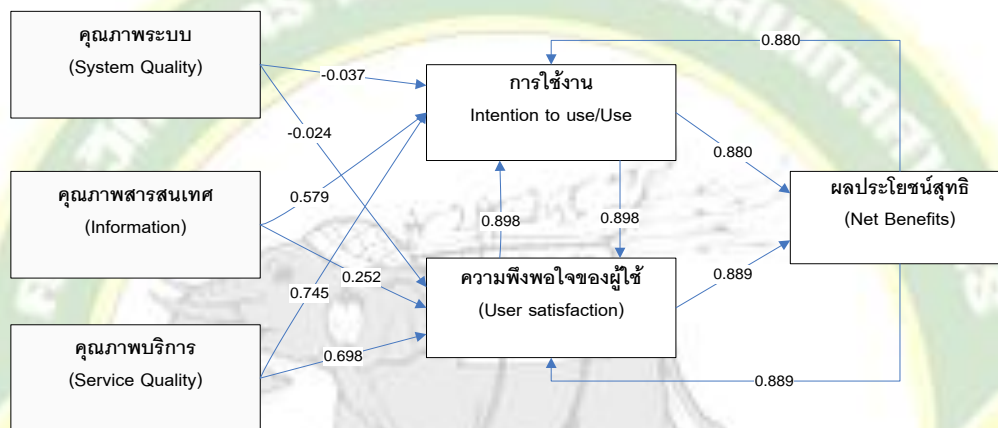 คุณภาพระบบ
(System Quality)
คุณภาพสารสนเทศ
(Information)
คุณภาพบริการ
(Service Quality)
-0.037
-0.024
0.579
0.252
0.745
0.698
การใช้งาน
Intention to use/Use
0.898
0.898
ความพึงพอใจของผู้ใช้
(User satisfaction)
0.880
0.880
0.889
0.889
ผลประโยชน์สุทธิ
(Net Benefits)